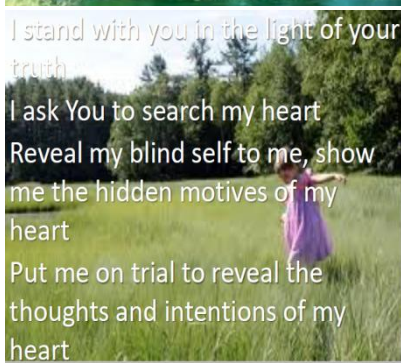 I stand with you in the light of your
truth
I ask You to search my heart
Reveal my blind self to me, show
me the hidden motives of my
heart
Put me on trial to reveal the
thoughts and intentions of my
heart